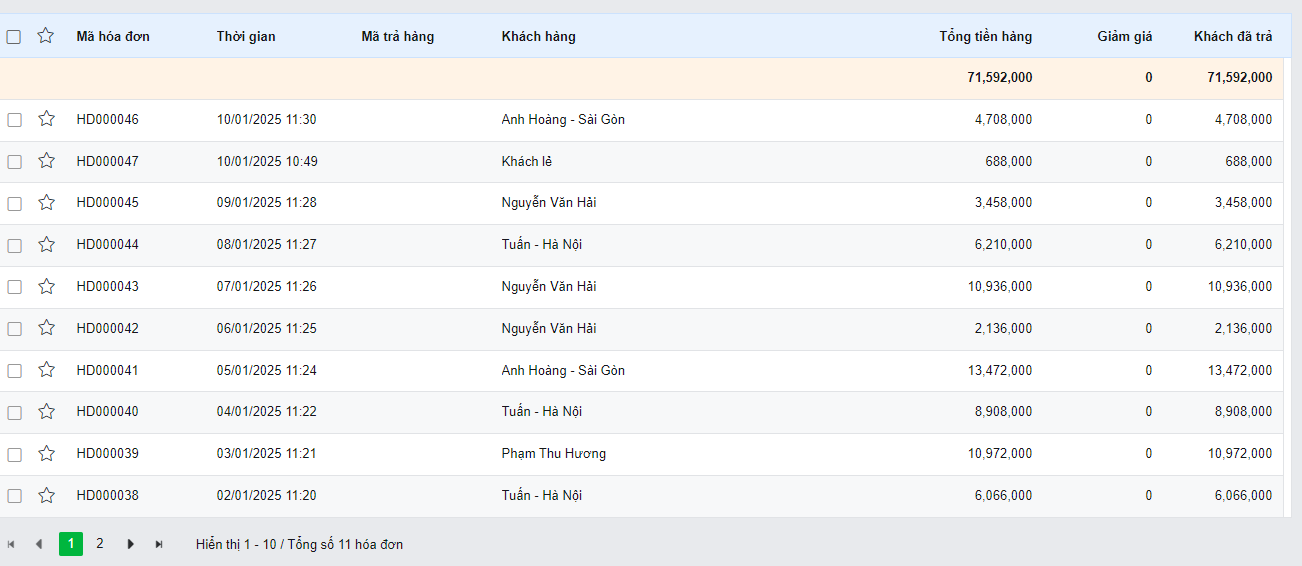 Mã hóa đơn Thời gian Mã trả hàng Khách hàng Tổng tiền hàng Giảm giá Khách đã trả
71,592,000 0 71,592,000
HD000046 10/01/2025 11:30 Anh Hoàng - Sài Gòn 4,708,000 0 4,708,000
HD000047 10/01/2025 10:49 Khách lẻ 688,000 0 688,000
HD000045 09/01/2025 11:28 Nguyễn Văn Hải 3,458,000 0 3,458,000
HD000044 08/01/2025 11:27 Tuấn - Hà Nội 6,210,000 0 6,210,000
HD000043 07/01/2025 11:26 Nguyễn Văn Hải 10,936,000 0 10,936,000
HD000042 06/01/2025 11:25 Nguyễn Văn Hải 2,136,000 0 2,136,000
HD000041 05/01/2025 11:24 Anh Hoàng - Sài Gòn 13,472,000 0 13,472,000
HD000040 04/01/2025 11:22 Tuấn - Hà Nội 8,908,000 0 8,908,000
HD000039 03/01/2025 11:21 Phạm Thu Hương 10,972,000 0 10,972,000
HD000038 02/01/2025 11:20 Tuấn - Hà Nội 6,066,000 0 6,066,000
1 2 Hiển thị 1 - 10 / Tổng số 11 hóa đơn